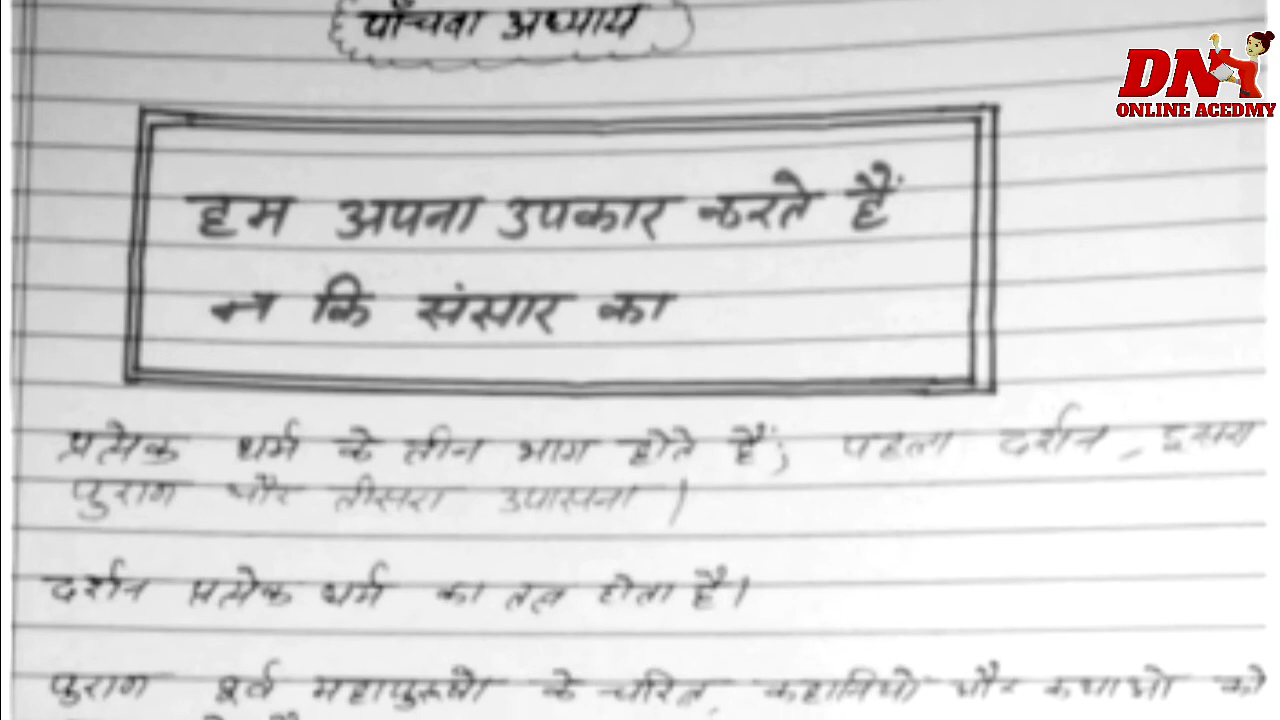 पाँचवा अध्याय
DN
ONLINE ACEDMY
हम अपना उपकार करते हैं
न कि संसार का
प्रत्येक धर्म के तीन भाग होते हैं; पहला दर्शन, दुसरा
पुराण और तीसरा उपासना।
दर्शन प्रत्येक धर्म का तत्व होता है।
पुराण पूर्व महापुरूषो के चरित, कहानियो और कथाओ को